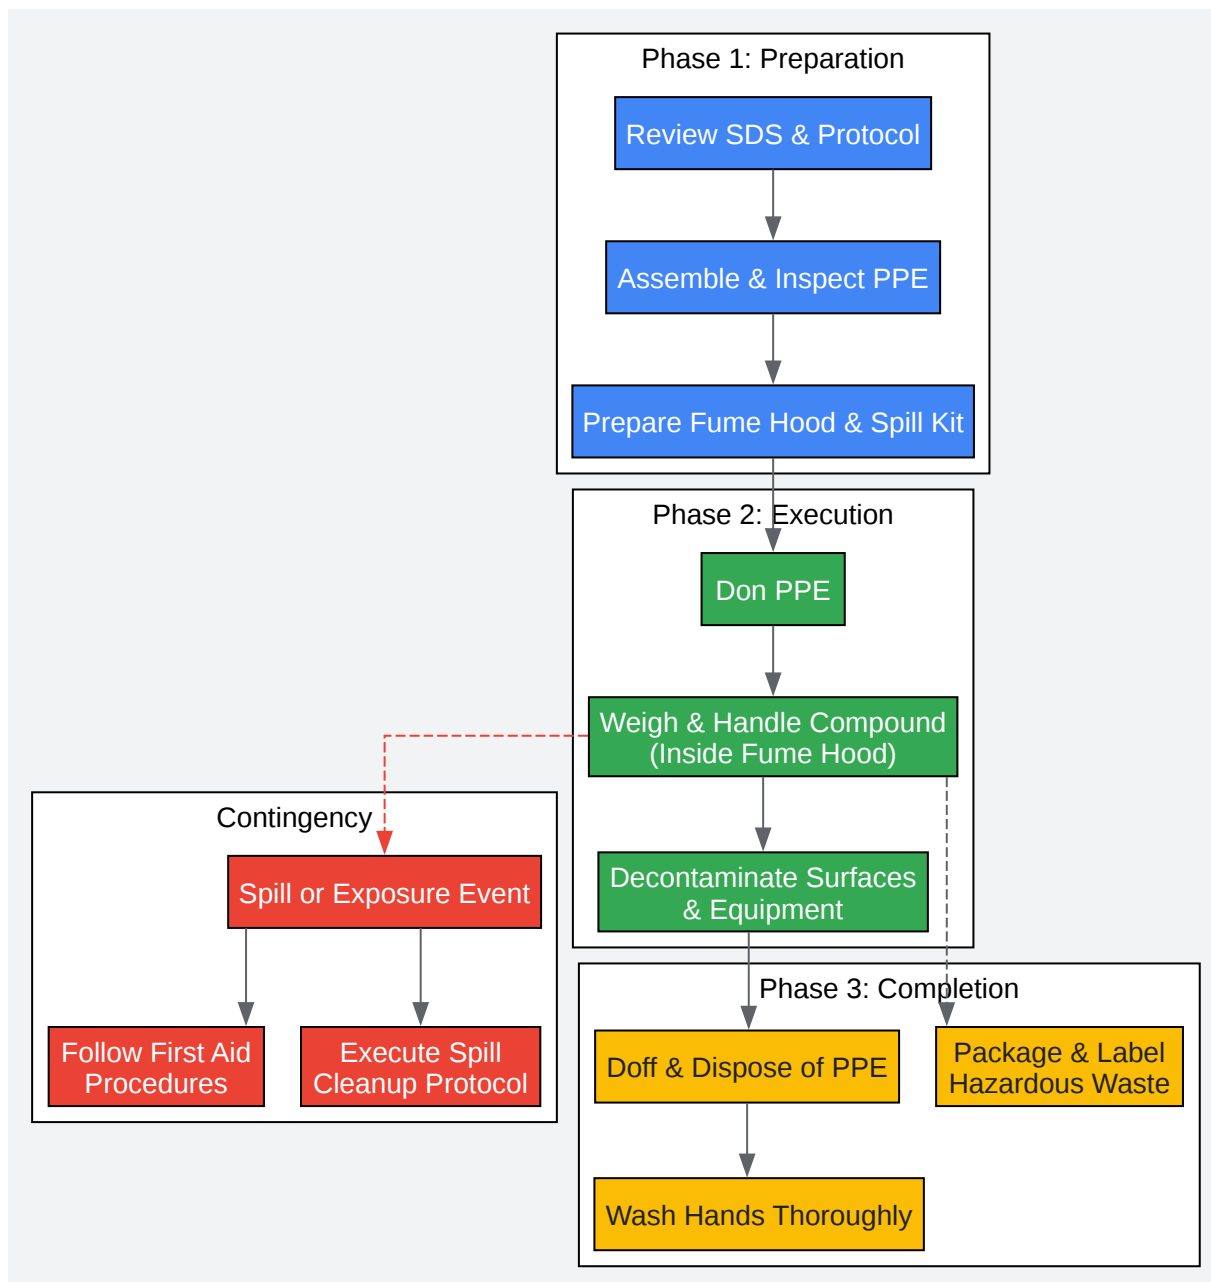 Phase 1: Preparation
Review SDS & Protocol
Assemble & Inspect PPE
Prepare Fume Hood & Spill Kit
Phase 2: Execution
Don PPE
Weigh & Handle Compound
(Inside Fume Hood)
Decontaminate Surfaces
& Equipment
Contingency
Spill or Exposure Event
Follow First Aid
Procedures
Execute Spill
Cleanup Protocol
Phase 3: Completion
Doff & Dispose of PPE
Package & Label
Hazardous Waste
Wash Hands Thoroughly